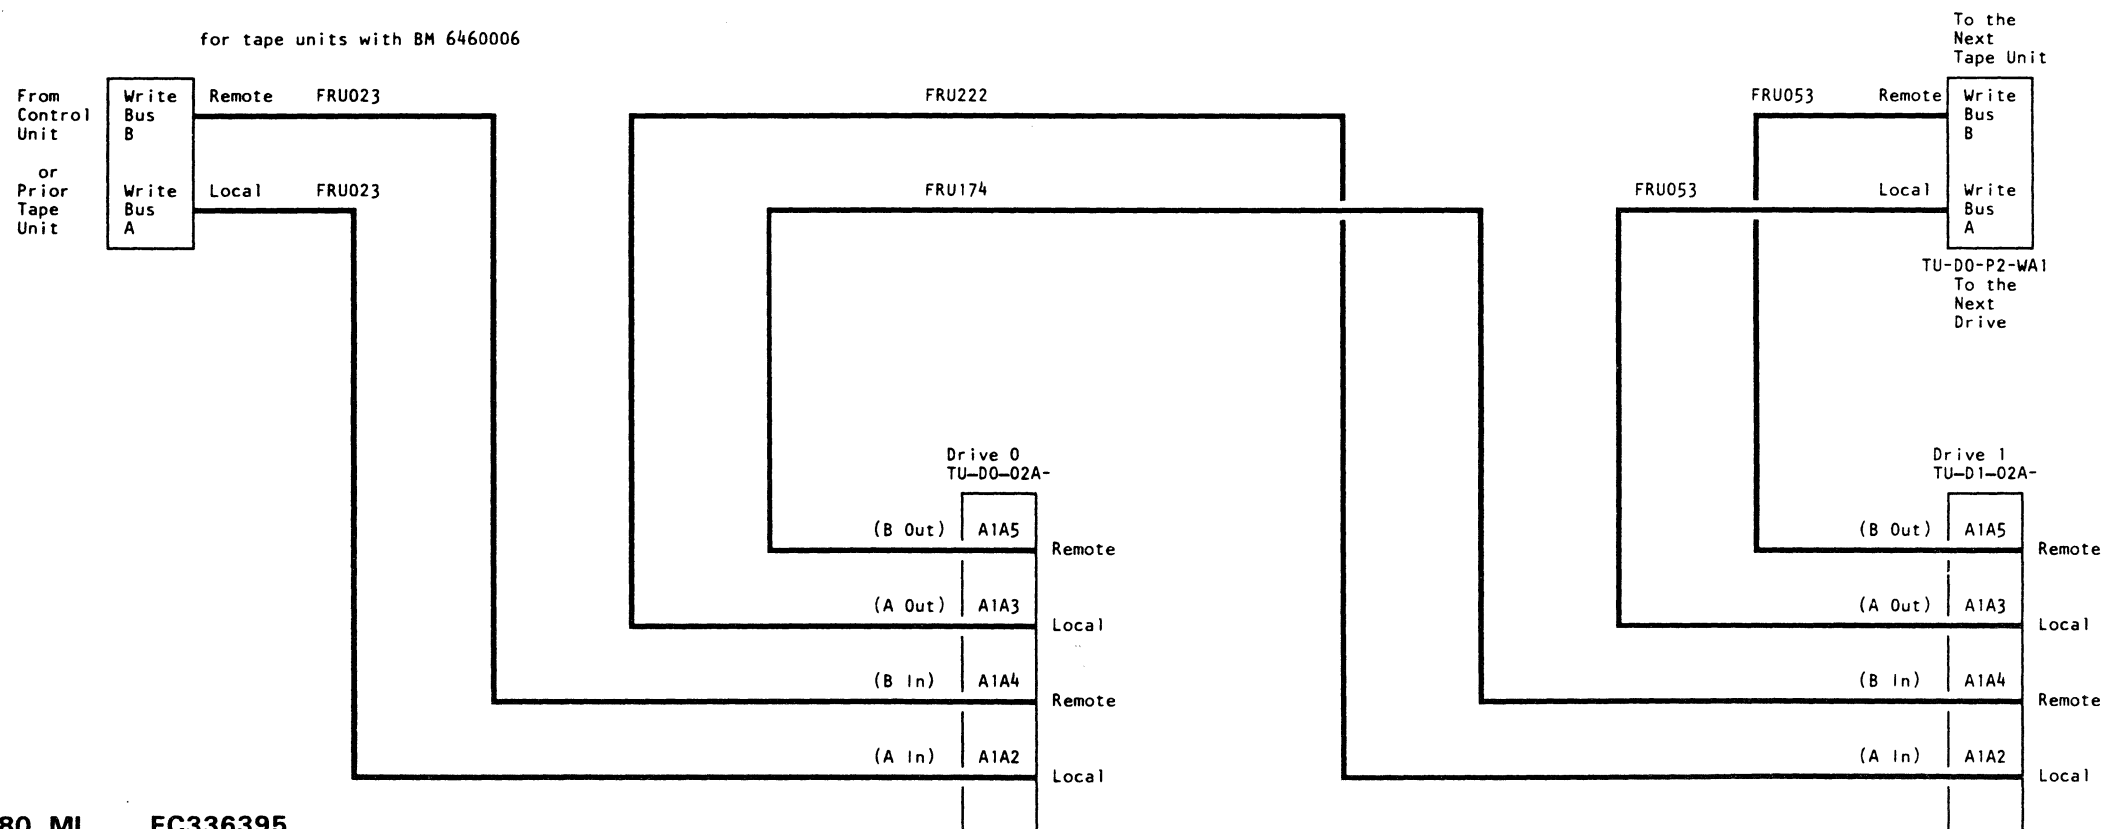 for tape units with BM 6460006
From
Control
Unit
or
Prior
Tape
Unit
Write
Bus
B
Write
Bus
A
Remote FRU023
Local FRU023
FRU222
FRU174
To the
Next
Tape Unit
FRU053 Remote
FRU053 Local
Write
Bus
B
Write
Bus
A
TU-D0-P2-WA1
To the
Next
Drive
Drive 0
TU-D0-02A-
(B Out) A1A5
Remote
(A Out) A1A3
Local
(B In) A1A4
Remote
(A In) A1A2
Local
Drive 1
TU-D1-02A-
(B Out) A1A5
Remote
(A Out) A1A3
Local
(B In) A1A4
Remote
(A In) A1A2
Local